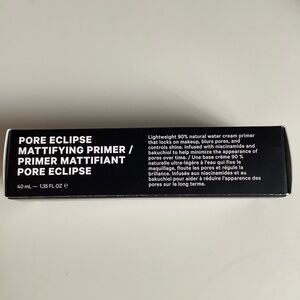 PORE ECLIPSE
MATTIFYING PRIMER /
PRIMER MATTIFIANT
PORE ECLIPSE
40 mL — 1.35 FL OZ ℮
Lightweight 90% natural water cream primer
that locks on makeup, blurs pores, and
controls shine. Infused with niacinamide and
bakuchiol to help minimize the appearance of
pores over time. / Une base crème 90 %
naturelle ultra-légère à l'eau qui fixe le
maquillage, floute les pores et régule la
brillance. Infusée aux niacinamides et au
bakuchiol pour aider à réduire l'apparence des
pores sur le long terme.